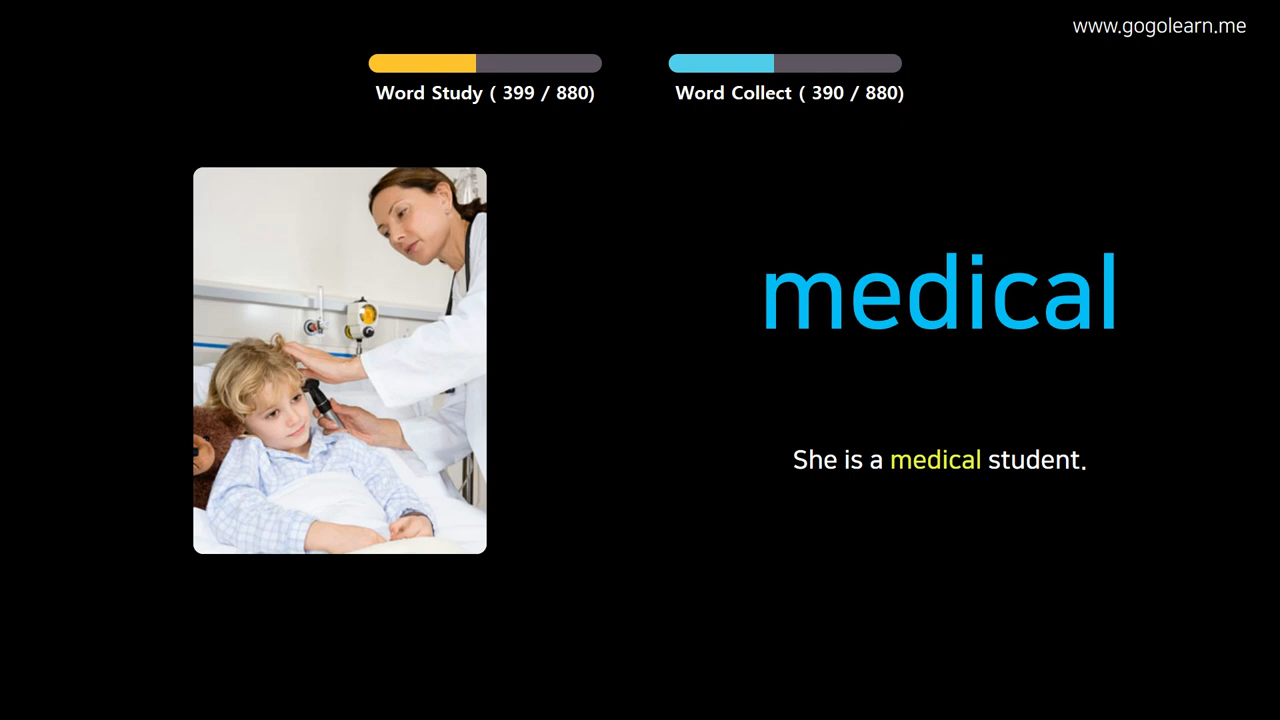 www.gogolearn.me
Word Study ( 399 / 880)
Word Collect ( 390 / 880)
medical
She is a medical student.